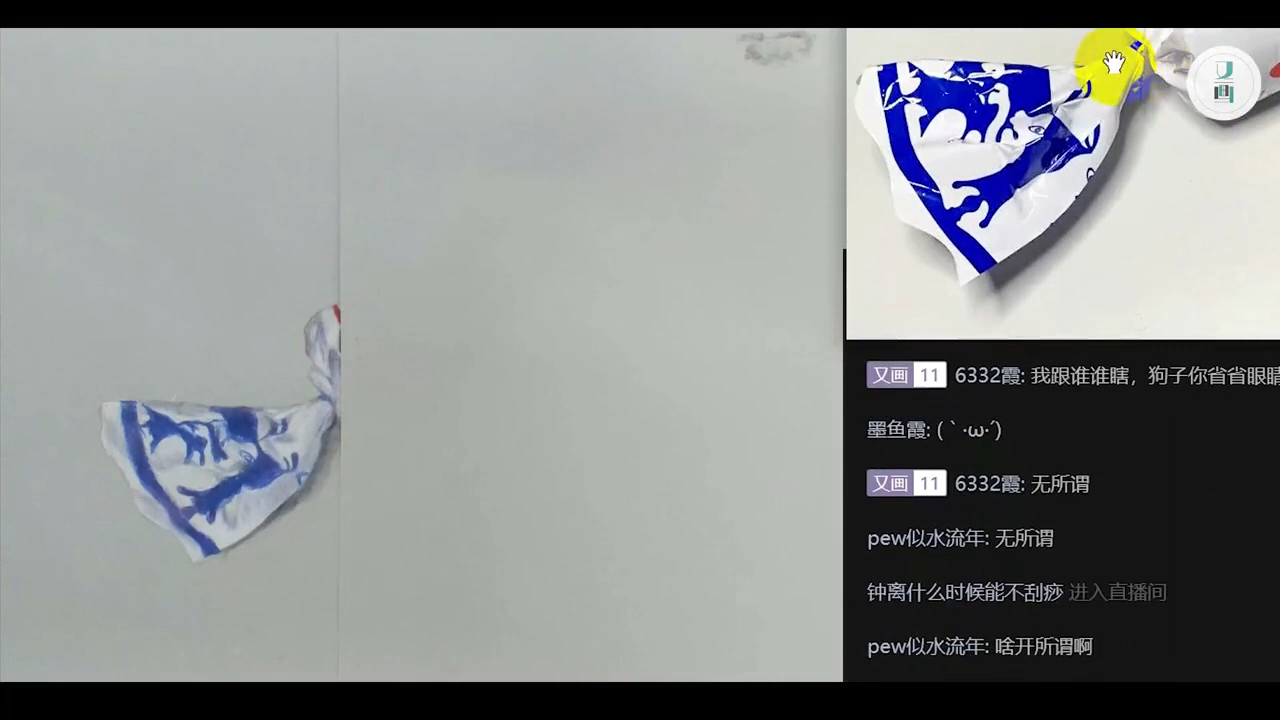 又画
又画 11 6332霞: 我跟谁谁瞎，狗子你省省眼睛
墨鱼霞: ( ` ·ω·´)
又画 11 6332霞: 无所谓
pew似水流年: 无所谓
钟离什么时候能不刮痧 进入直播间
pew似水流年: 啥开所谓啊